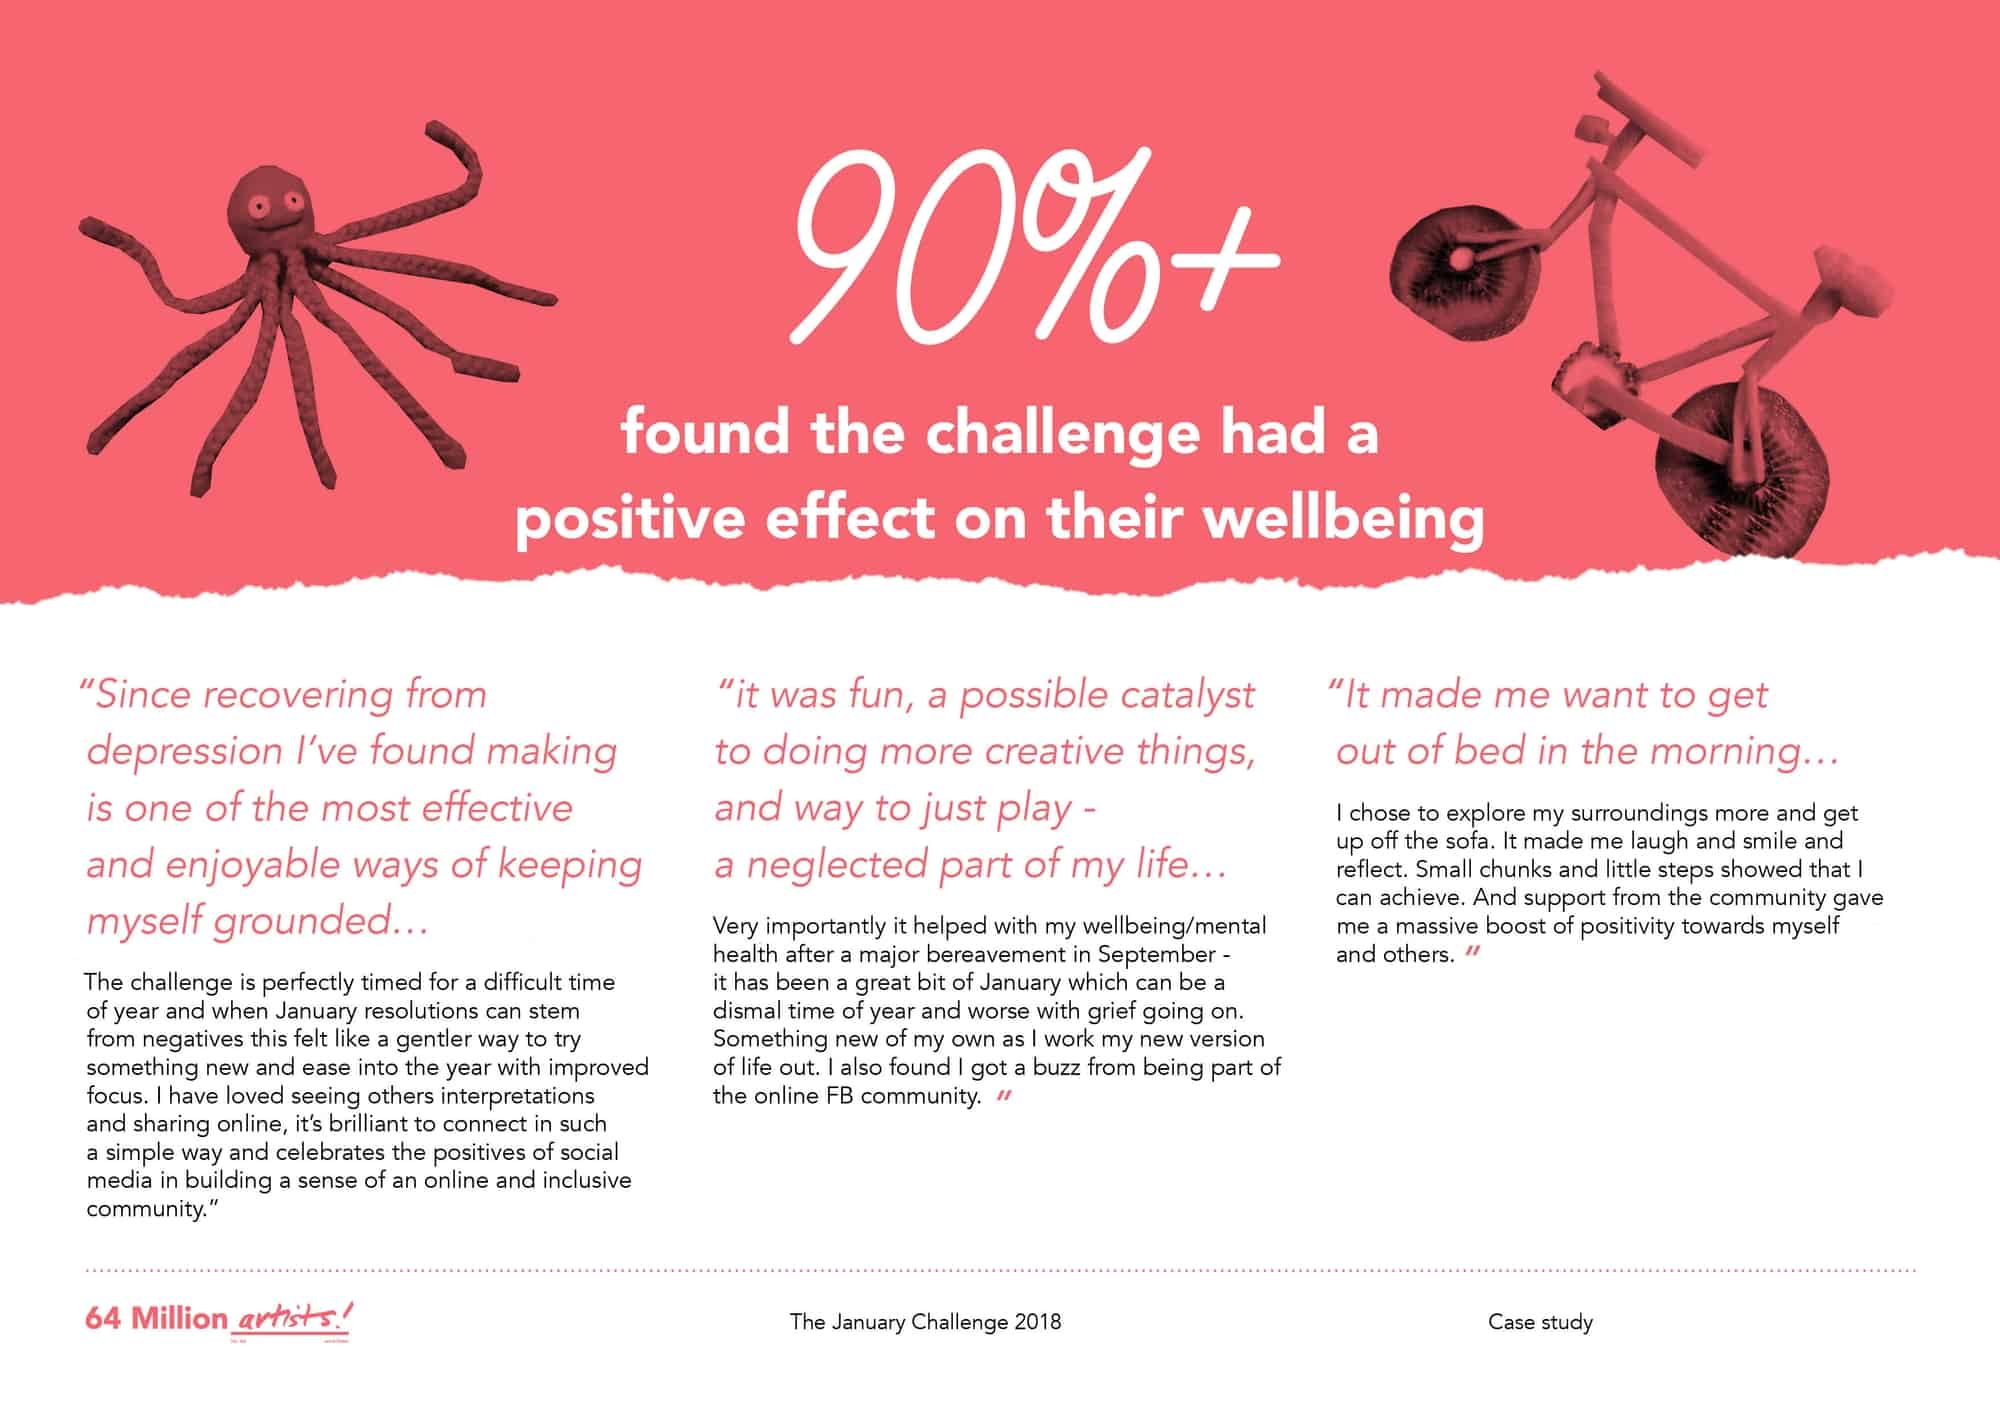 90%+
found the challenge had a
positive effect on their wellbeing
“Since recovering from
depression I’ve found making
is one of the most effective
and enjoyable ways of keeping
myself grounded…
The challenge is perfectly timed for a difficult time
of year and when January resolutions can stem
from negatives this felt like a gentler way to try
something new and ease into the year with improved
focus. I have loved seeing others interpretations
and sharing online, it’s brilliant to connect in such
a simple way and celebrates the positives of social
media in building a sense of an online and inclusive
community.”
“it was fun, a possible catalyst
to doing more creative things,
and way to just play -
a neglected part of my life…
Very importantly it helped with my wellbeing/mental
health after a major bereavement in September -
it has been a great bit of January which can be a
dismal time of year and worse with grief going on.
Something new of my own as I work my new version
of life out. I also found I got a buzz from being part of
the online FB community. ”
“It made me want to get
out of bed in the morning…
I chose to explore my surroundings more and get
up off the sofa. It made me laugh and smile and
reflect. Small chunks and little steps showed that I
can achieve. And support from the community gave
me a massive boost of positivity towards myself
and others. ”
64 Million artists!
The January Challenge 2018
Case study